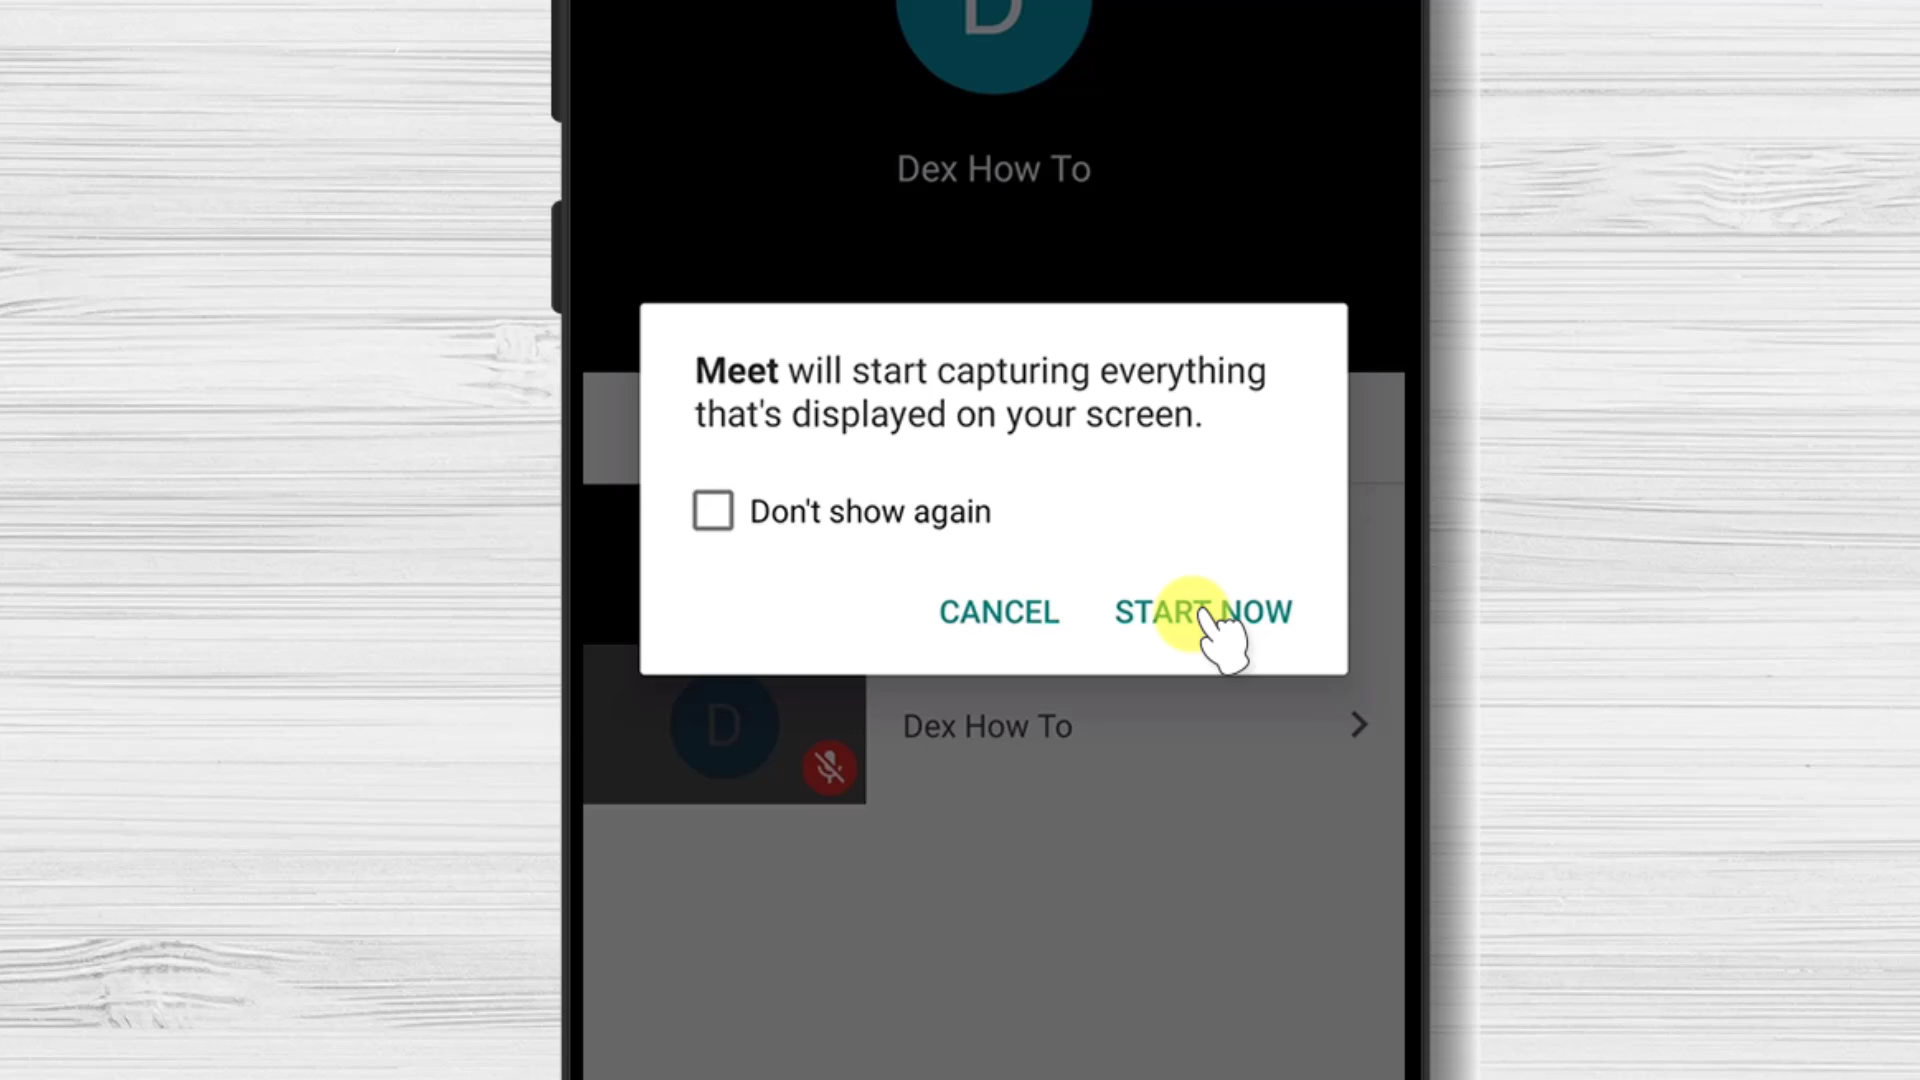 D
Dex How To
Meet will start capturing everything
that's displayed on your screen.
Don't show again
CANCEL START NOW
D
Dex How To